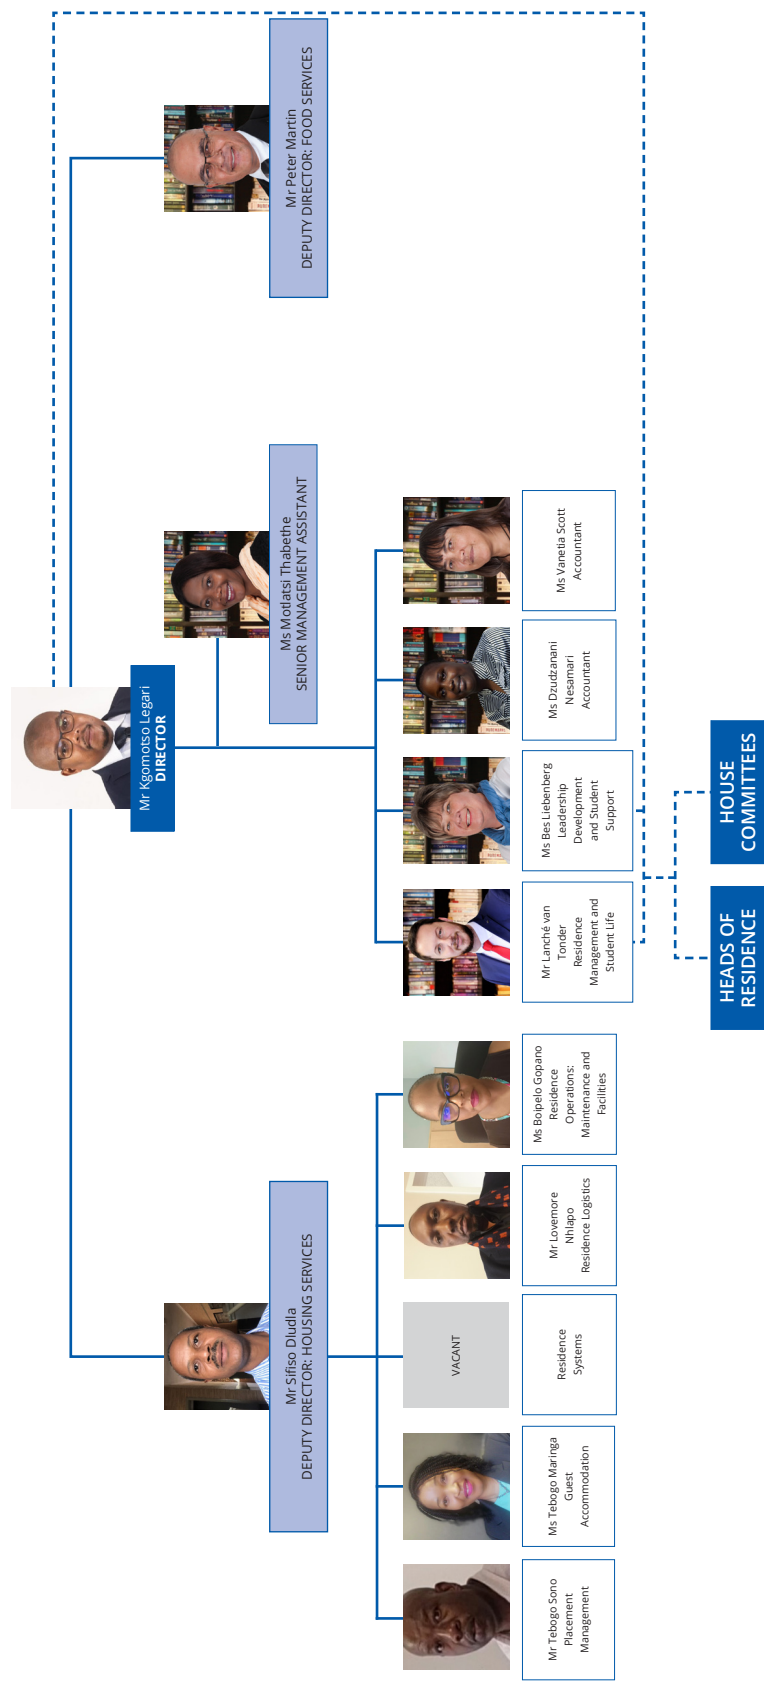 Mr Kgomotso Legari
DIRECTOR
Mr Sifiso Dludla
DEPUTY DIRECTOR: HOUSING SERVICES
Ms Motlatsi Thabethe
SENIOR MANAGEMENT ASSISTANT
Mr Peter Martin
DEPUTY DIRECTOR: FOOD SERVICES
Mr Tebogo Sono
Placement
Management
Ms Tebogo Maringa
Guest
Accommodation
VACANT
Residence
Systems
Mr Lovemore
Nhlapo
Residence Logistics
Ms Boipelo Gopano
Residence
Operations:
Maintenance and
Facilities
Mr Lanché van
Tonder
Residence
Management and
Student Life
Ms Bes Liebenberg
Leadership
Development
and Student
Support
Ms Dzudzanani
Nesamari
Accountant
Ms Vanetia Scott
Accountant
HEADS OF
RESIDENCE
HOUSE
COMMITTEES